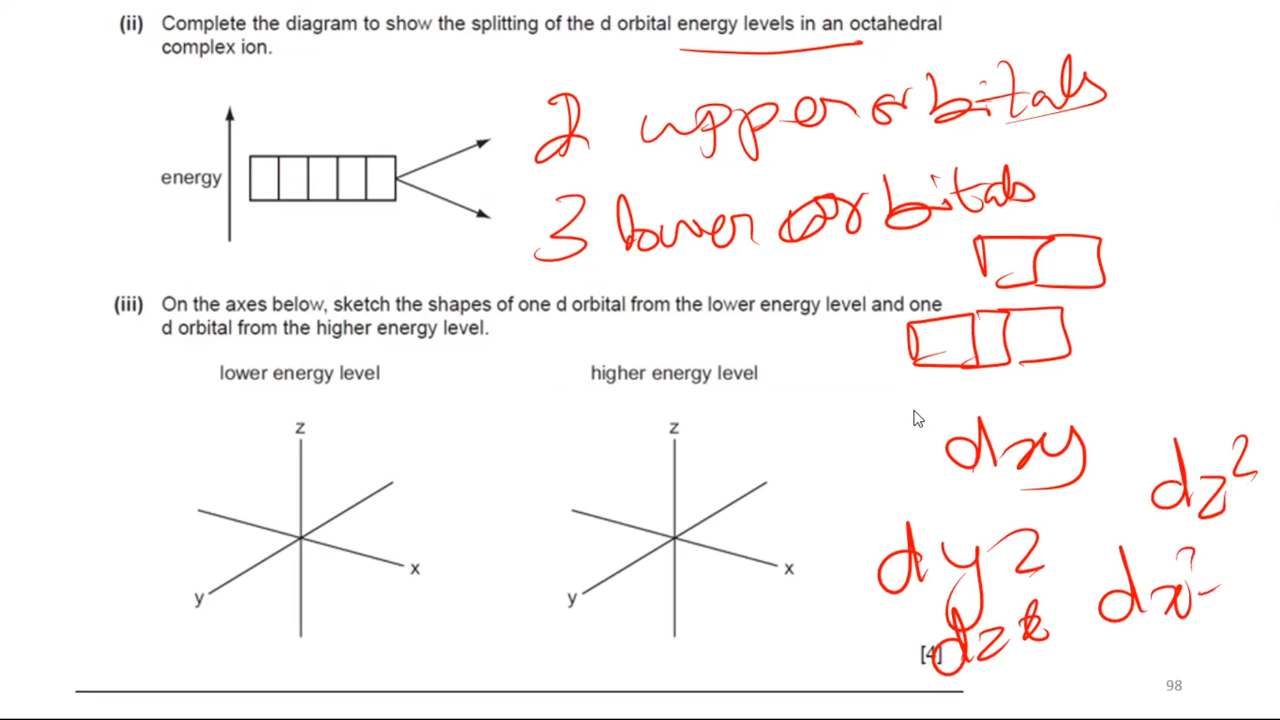 (ii) Complete the diagram to show the splitting of the d orbital energy levels in an octahedral
complex ion.
2 upper orbitals
energy
3 lower orbitals
(iii) On the axes below, sketch the shapes of one d orbital from the lower energy level and one
d orbital from the higher energy level.
lower energy level
higher energy level
z
z
dxy
dz²
x
x
y
y
dyz
dx²-
dzx
[4]
98